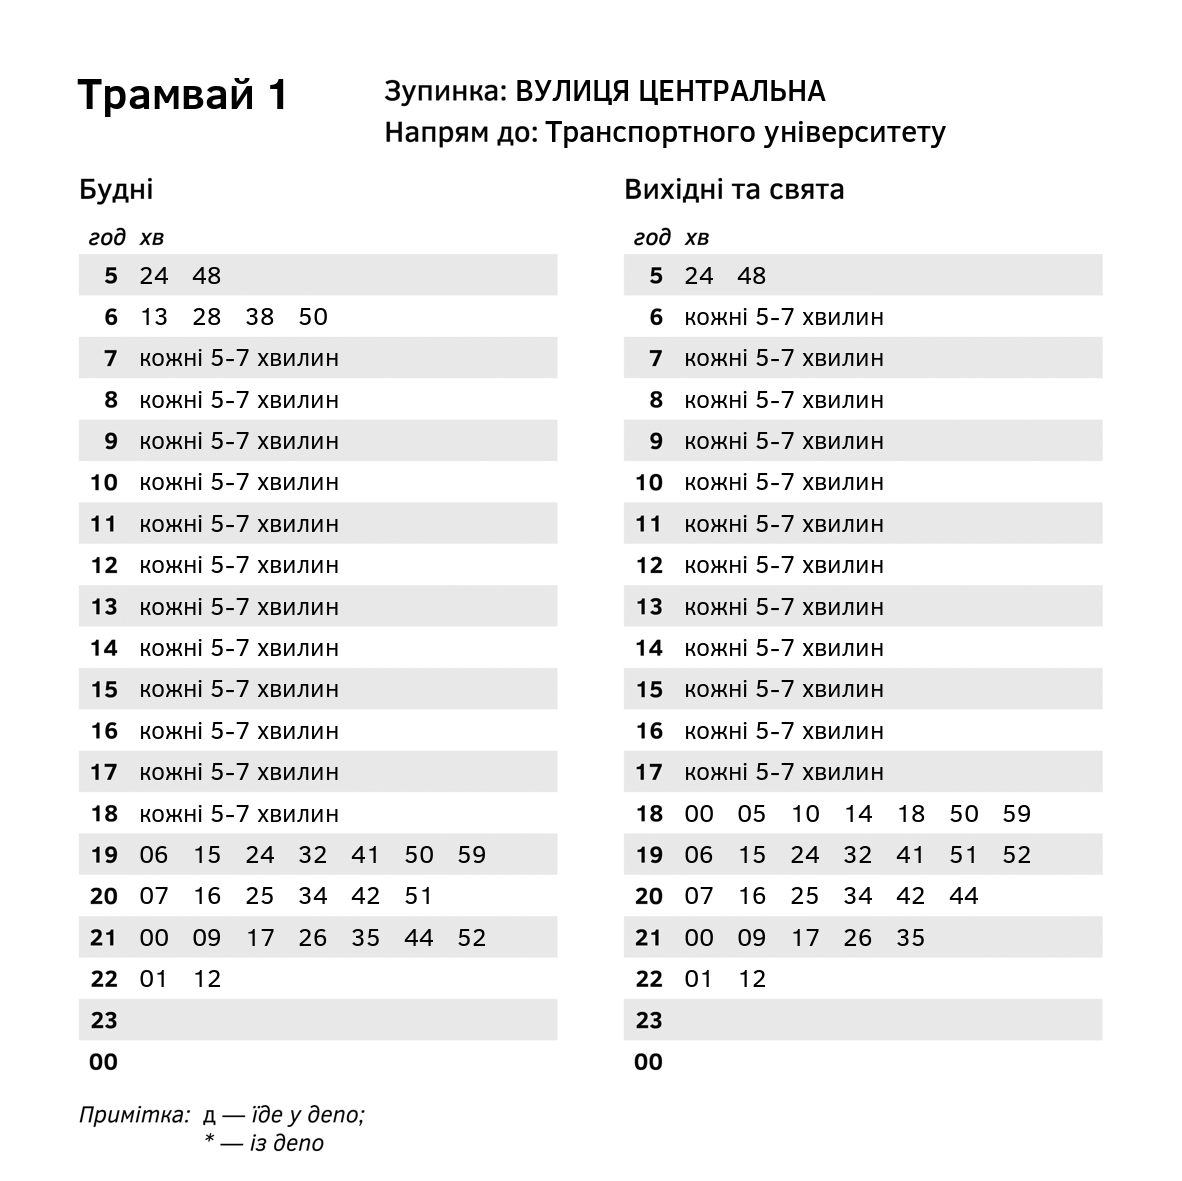 Трамвай 1
Зупинка: ВУЛИЦЯ ЦЕНТРАЛЬНА
Напрям до: Транспортного університету
Будні
год хв
5 24 48
6 13 28 38 50
7 кожні 5-7 хвилин
8 кожні 5-7 хвилин
9 кожні 5-7 хвилин
10 кожні 5-7 хвилин
11 кожні 5-7 хвилин
12 кожні 5-7 хвилин
13 кожні 5-7 хвилин
14 кожні 5-7 хвилин
15 кожні 5-7 хвилин
16 кожні 5-7 хвилин
17 кожні 5-7 хвилин
18 кожні 5-7 хвилин
19 06 15 24 32 41 50 59
20 07 16 25 34 42 51
21 00 09 17 26 35 44 52
22 01 12
23
00
Вихідні та свята
год хв
5 24 48
6 кожні 5-7 хвилин
7 кожні 5-7 хвилин
8 кожні 5-7 хвилин
9 кожні 5-7 хвилин
10 кожні 5-7 хвилин
11 кожні 5-7 хвилин
12 кожні 5-7 хвилин
13 кожні 5-7 хвилин
14 кожні 5-7 хвилин
15 кожні 5-7 хвилин
16 кожні 5-7 хвилин
17 кожні 5-7 хвилин
18 00 05 10 14 18 50 59
19 06 15 24 32 41 51 52
20 07 16 25 34 42 44
21 00 09 17 26 35
22 01 12
23
00
Примітка: д — їде у депо;
* — із депо